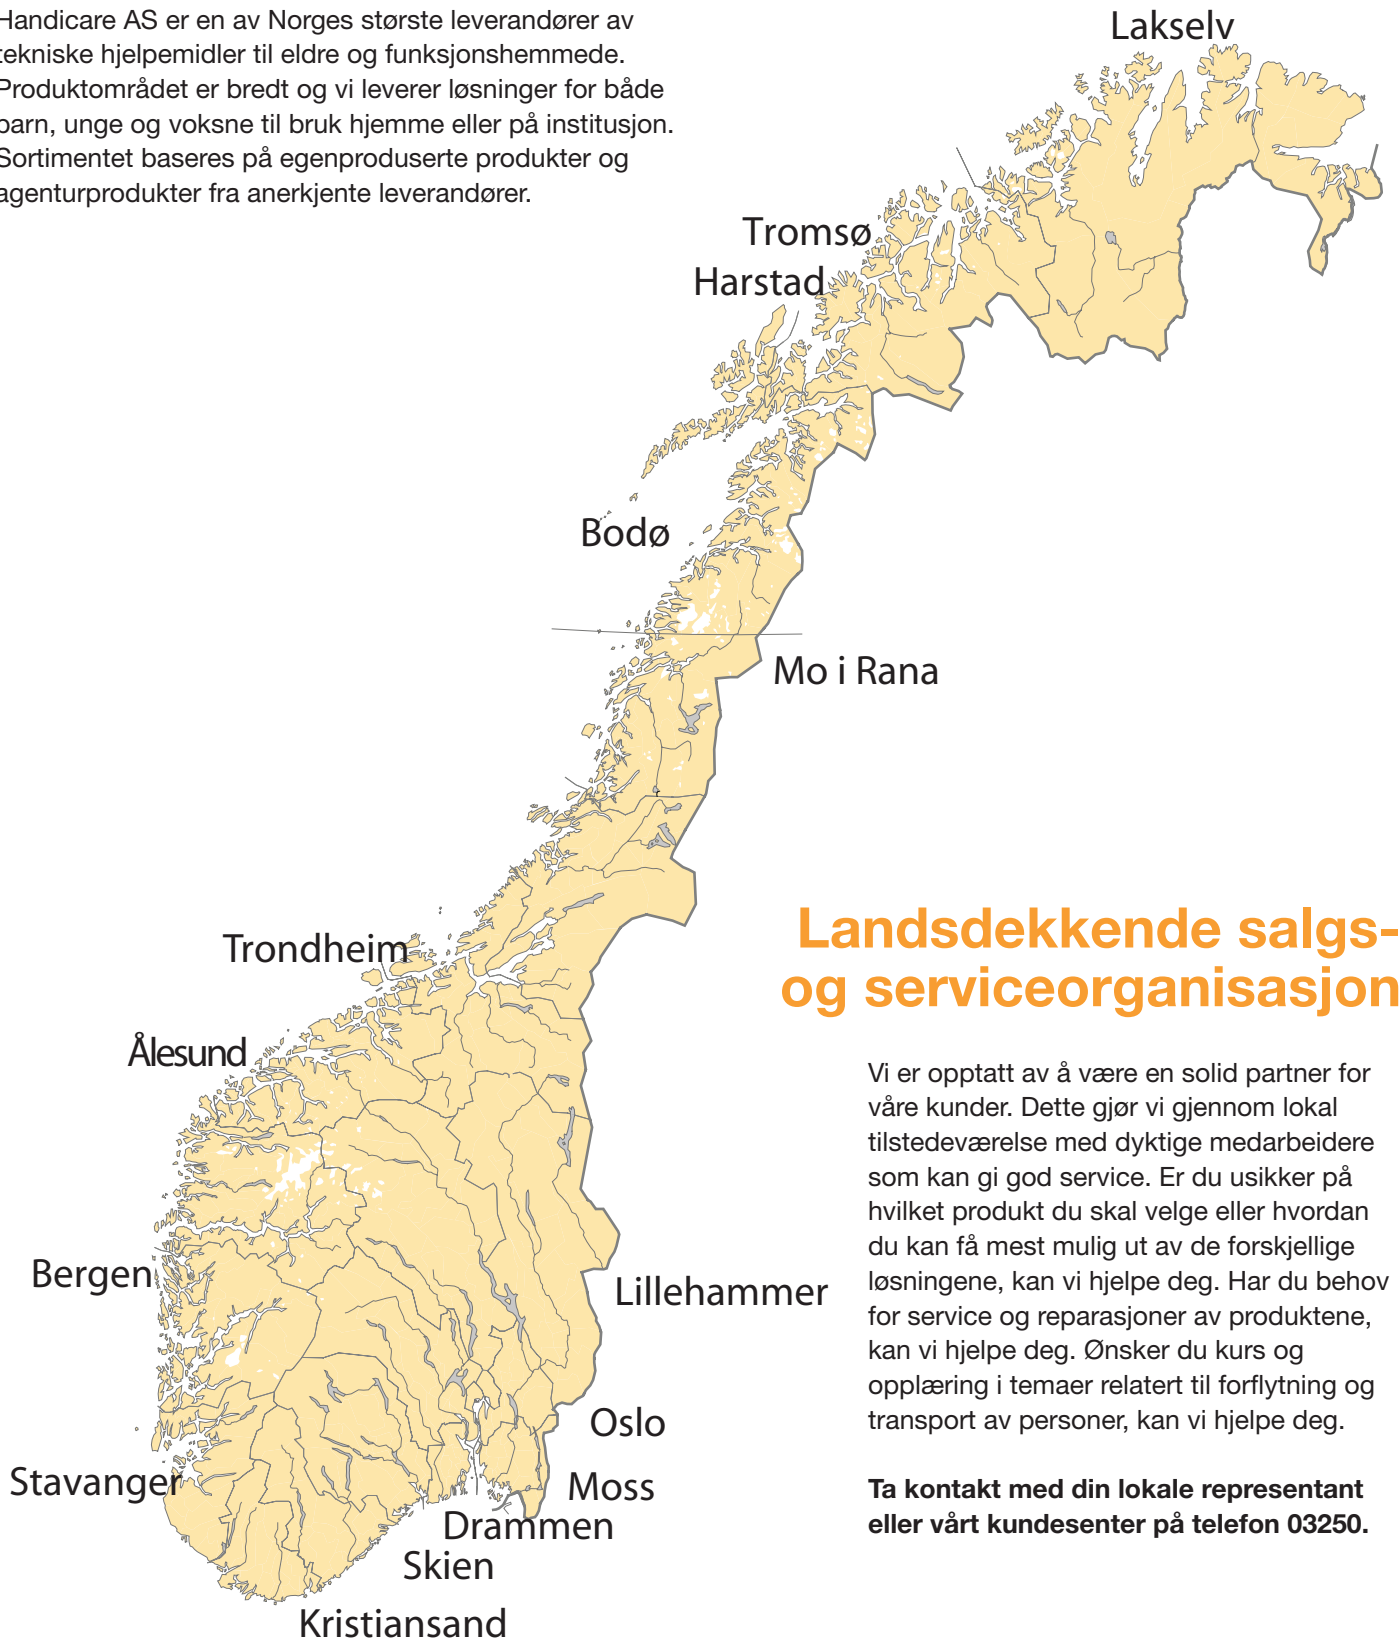 Handicare AS er en av Norges største leverandører av
tekniske hjelpemidler til eldre og funksjonshemmede.
Produktområdet er bredt og vi leverer løsninger for både
barn, unge og voksne til bruk hjemme eller på institusjon.
Sortimentet baseres på egenproduserte produkter og
agenturprodukter fra anerkjente leverandører.
Lakselv
Tromsø
Harstad
Bodø
Mo i Rana
Trondheim
Ålesund
Bergen
Lillehammer
Oslo
Stavanger
Moss
Drammen
Skien
Kristiansand
Landsdekkende salgs-
og serviceorganisasjon
Vi er opptatt av å være en solid partner for
våre kunder. Dette gjør vi gjennom lokal
tilstedeværelse med dyktige medarbeidere
som kan gi god service. Er du usikker på
hvilket produkt du skal velge eller hvordan
du kan få mest mulig ut av de forskjellige
løsningene, kan vi hjelpe deg. Har du behov
for service og reparasjoner av produktene,
kan vi hjelpe deg. Ønsker du kurs og
opplæring i temaer relatert til forflytning og
transport av personer, kan vi hjelpe deg.
Ta kontakt med din lokale representant
eller vårt kundesenter på telefon 03250.